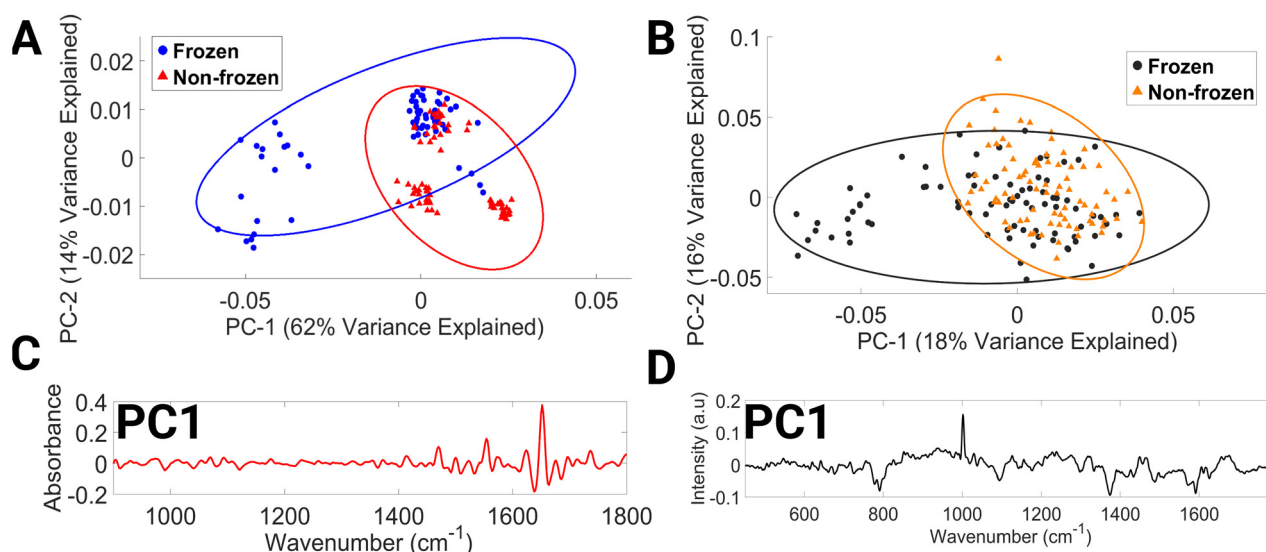 A
PC-2 (14% Variance Explained)
0.02
0.01
0
-0.01
-0.02
Frozen
Non-frozen
-0.05
0
0.05
PC-1 (62% Variance Explained)
B
PC-2 (16% Variance Explained)
0.1
0.05
0
-0.05
Frozen
Non-frozen
-0.05
0
0.05
PC-1 (18% Variance Explained)
C
PC1
Absorbance
0.4
0.2
0
-0.2
1000
1200
1400
1600
1800
Wavenumber (cm⁻¹)
D
PC1
Intensity (a.u)
0.2
0.1
0
-0.1
600
800
1000
1200
1400
1600
Wavenumber (cm⁻¹)